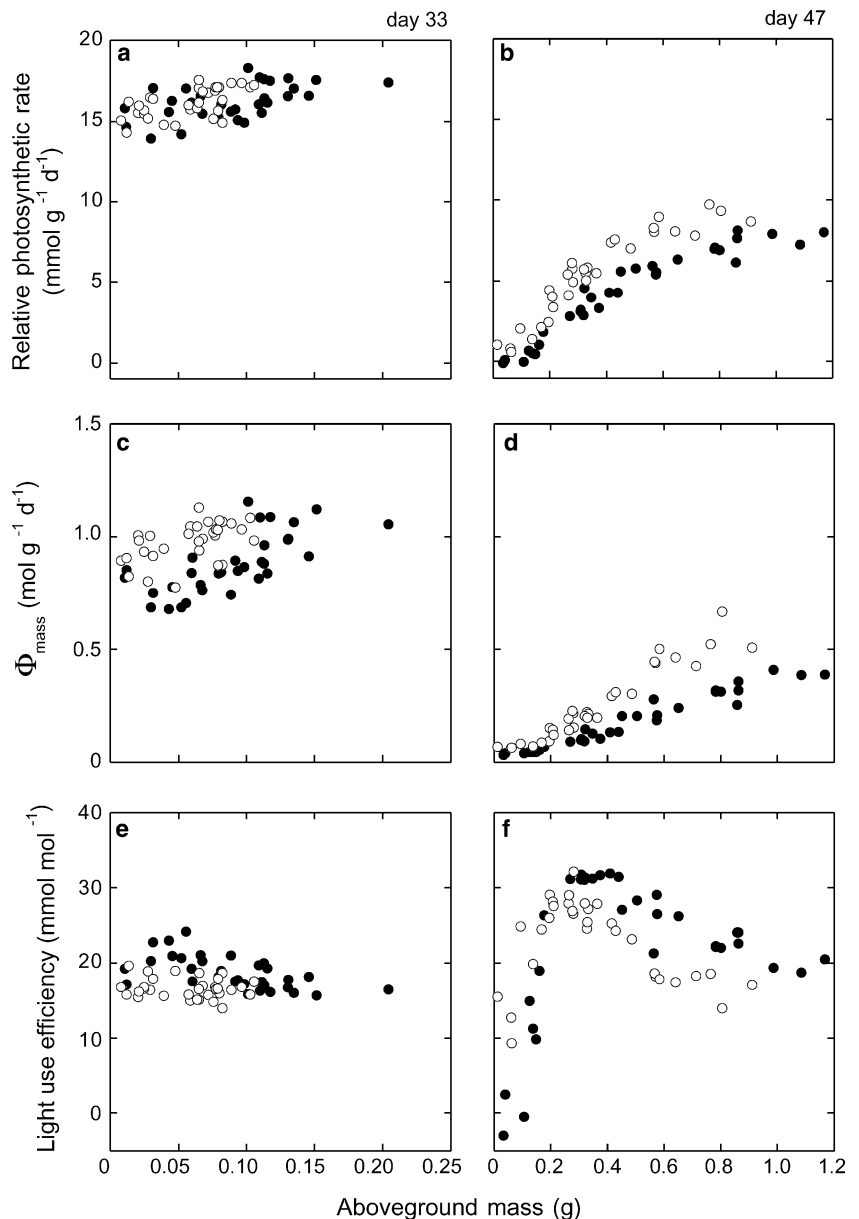 day 33
day 47
a
b
20
15
10
5
0
Relative photosynthetic rate
(mmol g⁻¹ d⁻¹)
c
d
1.5
1.0
0.5
0
Φmass (mol g⁻¹ d⁻¹)
e
f
40
30
20
10
0
Light use efficiency (mmol mol⁻¹)
0.05 0.10 0.15 0.20 0.25
0 0.2 0.4 0.6 0.8 1.0 1.2
Aboveground mass (g)